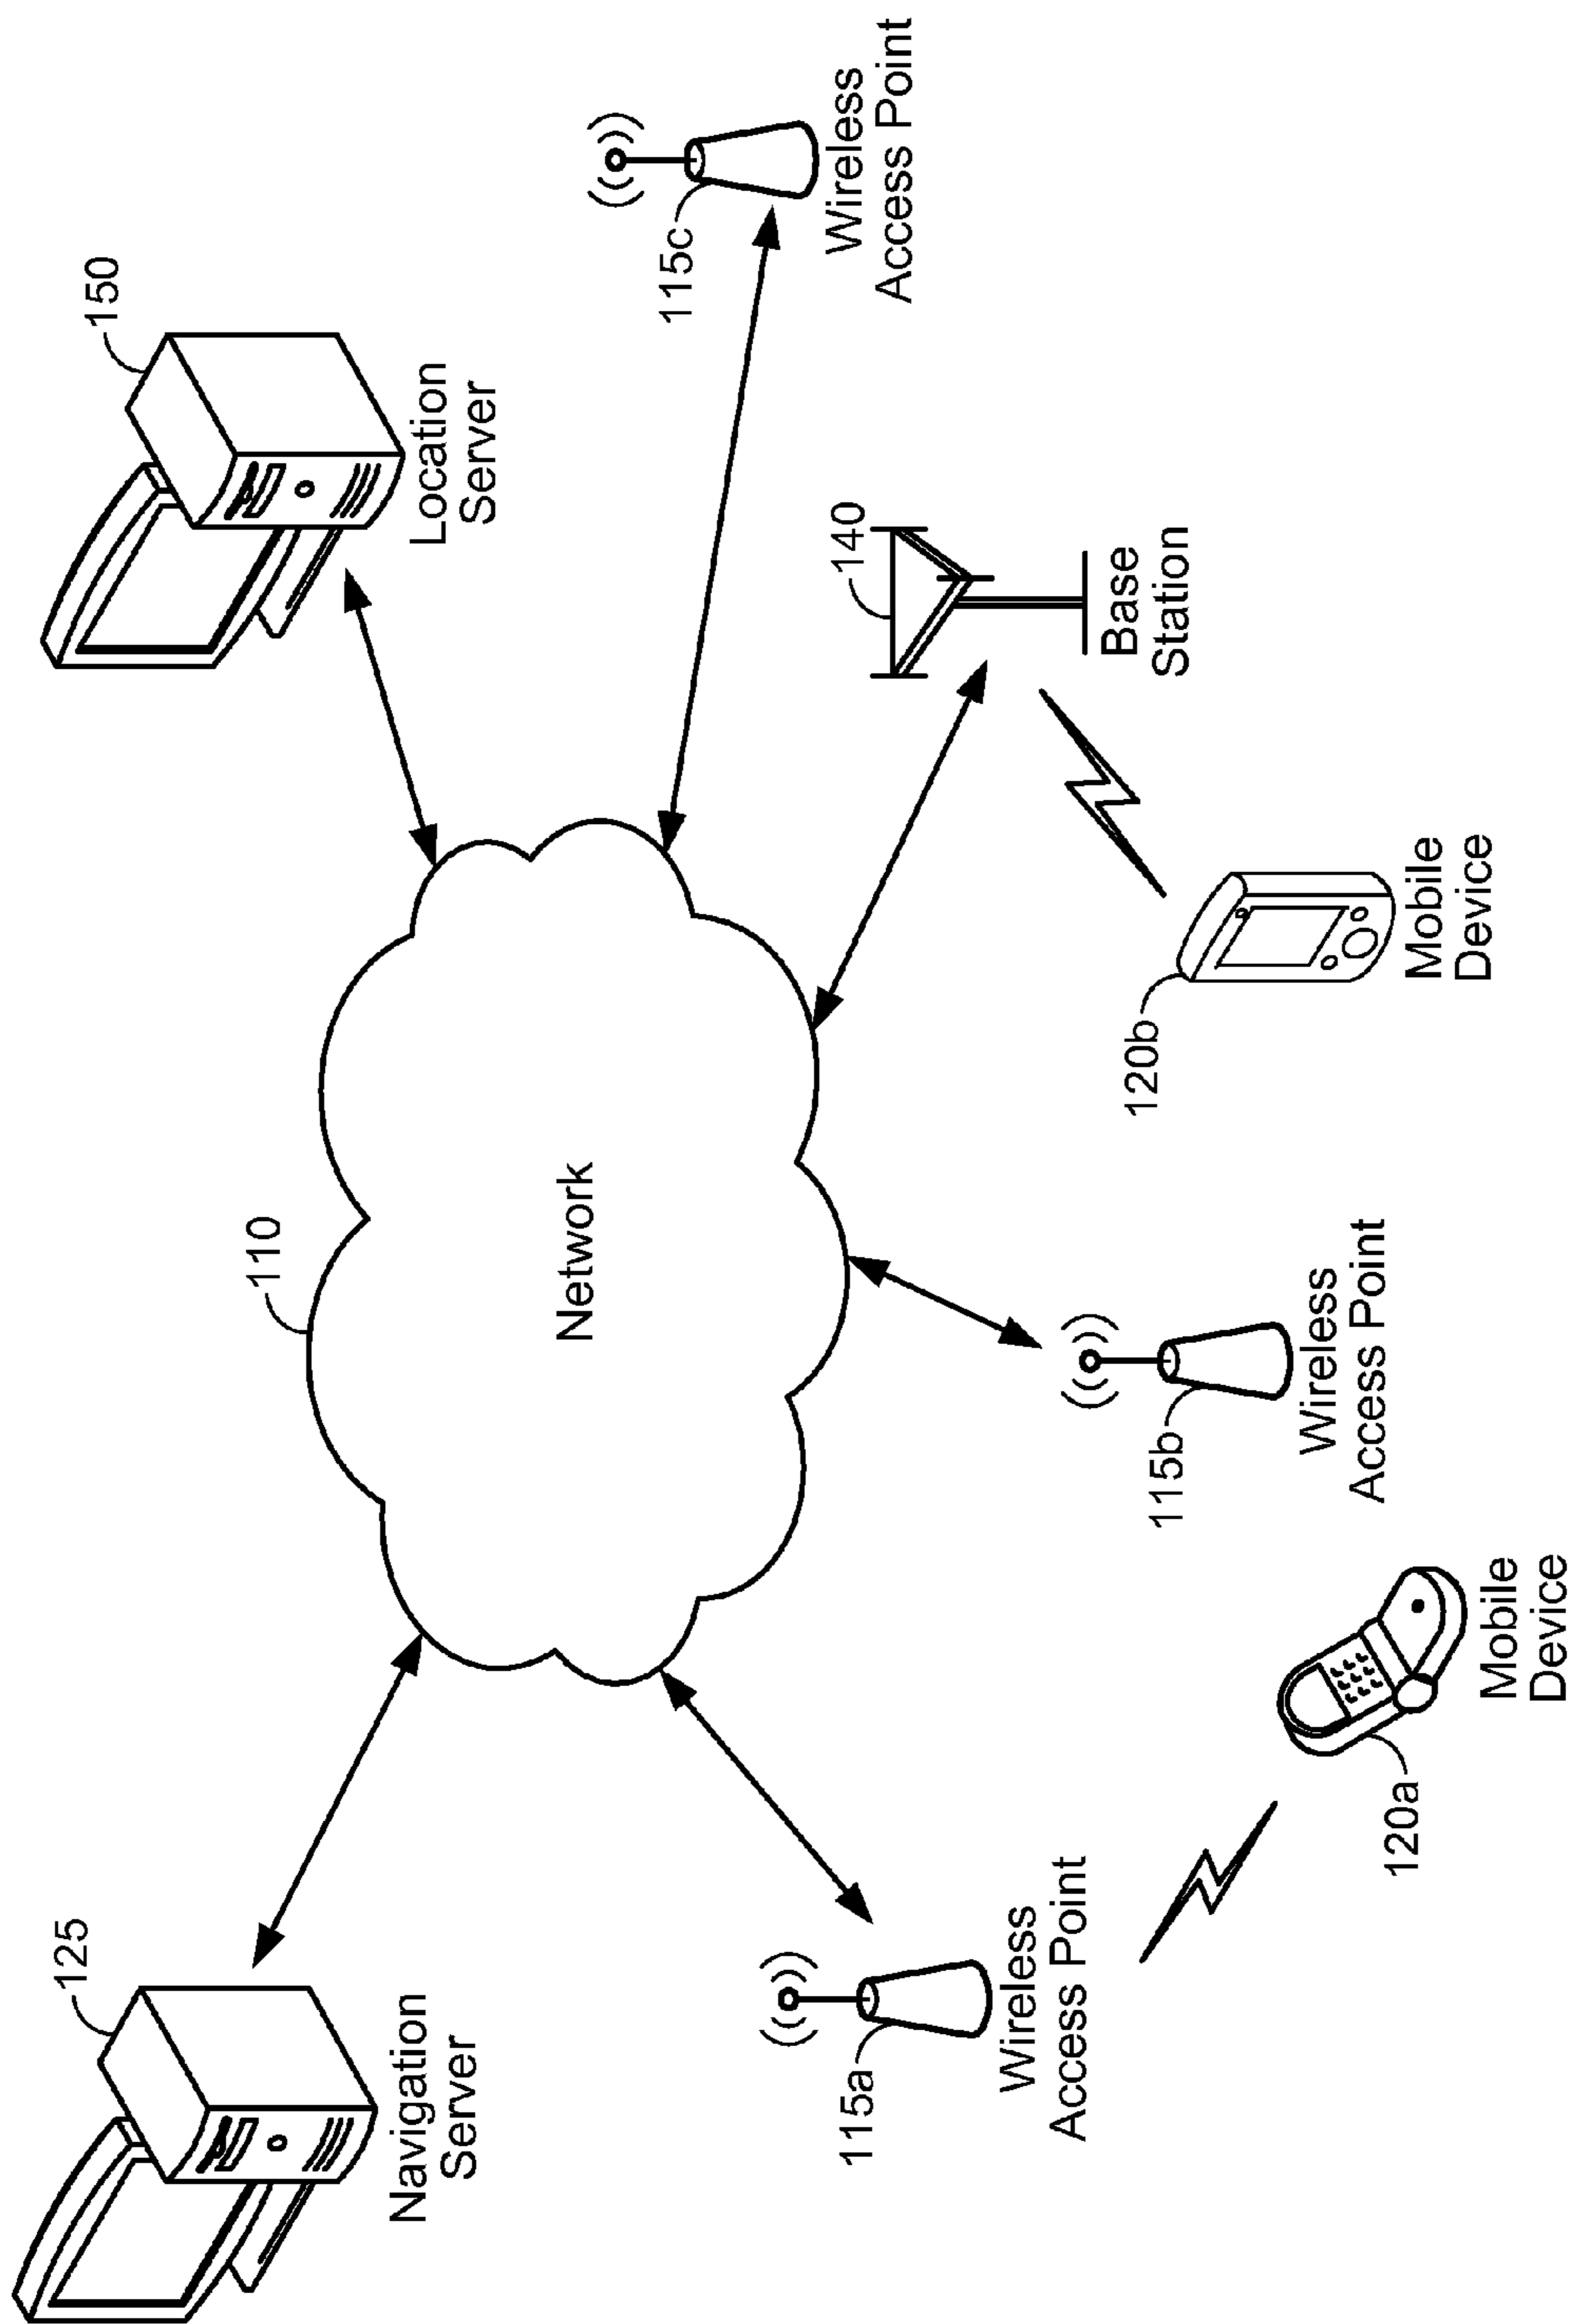 125
Navigation
Server
110
Network
150
Location
Server
115a
Wireless
Access Point
120a
Mobile
Device
115b
Wireless
Access Point
120b
Mobile
Device
140
Base
Station
115c
Wireless
Access Point